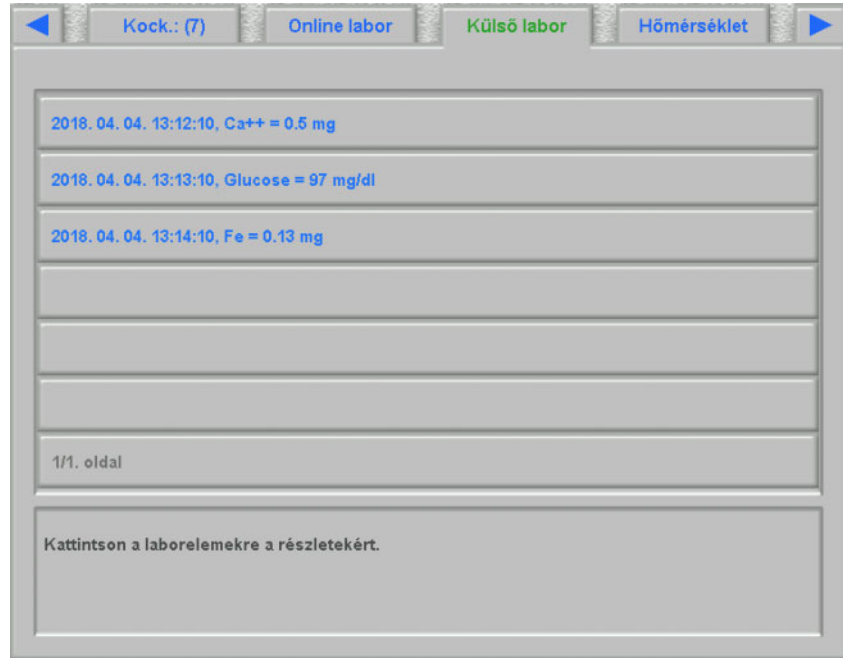 Kock.: (7)
Online labor
Külső labor
Hőmérséklet
2018. 04. 04. 13:12:10, Ca++ = 0.5 mg
2018. 04. 04. 13:13:10, Glucose = 97 mg/dl
2018. 04. 04. 13:14:10, Fe = 0.13 mg
1/1. oldal
Kattintson a laborelemekre a részletekért.